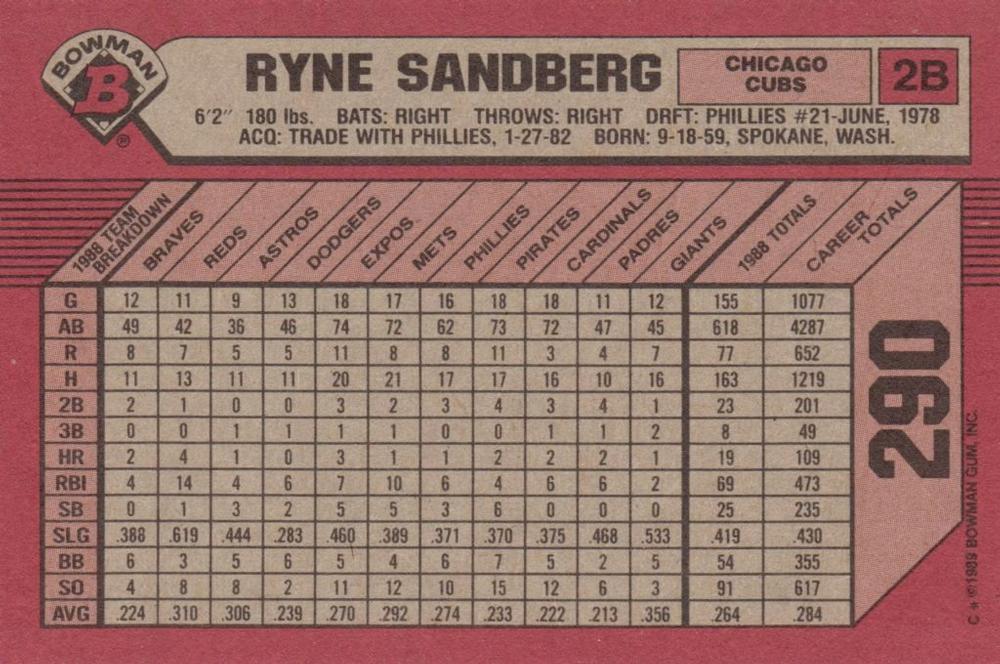 BOWMAN
B
®
RYNE SANDBERG
CHICAGO
CUBS
2B
6'2" 180 lbs. BATS: RIGHT THROWS: RIGHT DRFT: PHILLIES #21-JUNE, 1978
ACQ: TRADE WITH PHILLIES, 1-27-82 BORN: 9-18-59, SPOKANE, WASH.
1988 TEAM
BREAKDOWN
BRAVES
REDS
ASTROS
DODGERS
EXPOS
METS
PHILLIES
PIRATES
CARDINALS
PADRES
GIANTS
1988 TOTALS
CAREER
TOTALS
G 12 11 9 13 18 17 16 18 18 11 12 155 1077
AB 49 42 36 46 74 72 62 73 72 47 45 618 4287
R 8 7 5 5 11 8 8 11 3 4 7 77 652
H 11 13 11 11 20 21 17 17 16 10 16 163 1219
2B 2 1 0 0 3 2 3 4 3 4 1 23 201
3B 0 0 1 1 1 1 0 0 1 1 2 8 49
HR 2 4 1 0 3 1 1 2 2 2 1 19 109
RBI 4 14 4 6 7 10 6 4 6 6 2 69 473
SB 0 1 3 2 5 5 3 6 0 0 0 25 235
SLG .388 .619 .444 .283 .460 .389 .371 .370 .375 .468 .533 .419 .430
BB 6 3 5 6 5 4 6 7 5 2 5 54 355
SO 4 8 8 2 11 12 10 15 12 6 3 91 617
AVG .224 .310 .306 .239 .270 .292 .274 .233 .222 .213 .356 .264 .284
290
C * ©1989 BOWMAN GUM, INC.